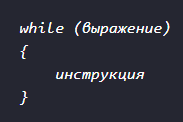 while (выражение)
{
    инструкция
}